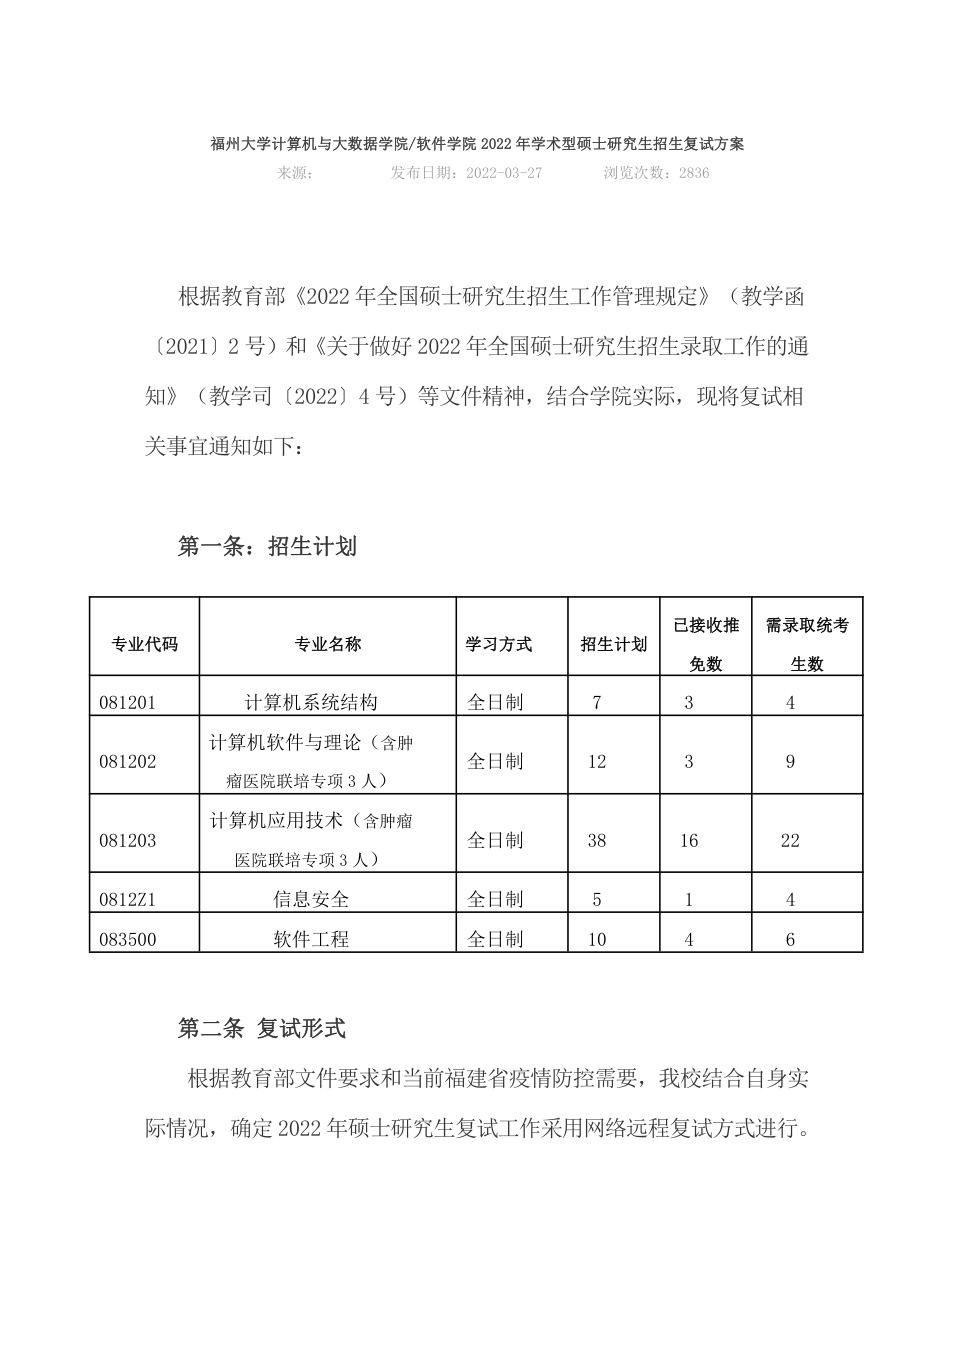 福州大学计算机与大数据学院/软件学院 2022 年学术型硕士研究生招生复试方案
来源： 发布日期：2022-03-27 浏览次数：2836
根据教育部《2022 年全国硕士研究生招生工作管理规定》（教学函
〔2021〕2 号）和《关于做好 2022 年全国硕士研究生招生录取工作的通
知》（教学司〔2022〕4 号）等文件精神，结合学院实际，现将复试相
关事宜通知如下：
第一条：招生计划
专业代码 专业名称 学习方式 招生计划 已接收推免数 需录取统考生数
081201 计算机系统结构 全日制 7 3 4
081202 计算机软件与理论（含肿瘤医院联培专项 3 人） 全日制 12 3 9
081203 计算机应用技术（含肿瘤医院联培专项 3 人） 全日制 38 16 22
0812Z1 信息安全 全日制 5 1 4
083500 软件工程 全日制 10 4 6
第二条 复试形式
根据教育部文件要求和当前福建省疫情防控需要，我校结合自身实
际情况，确定 2022 年硕士研究生复试工作采用网络远程复试方式进行。